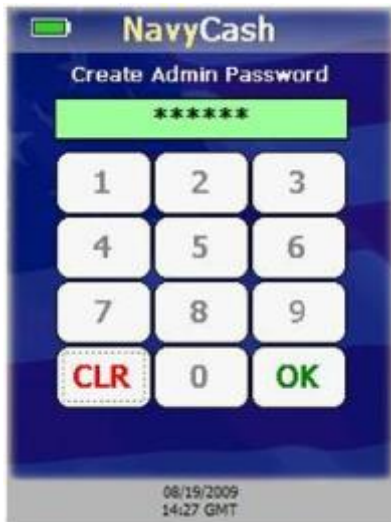 NavyCash
Create Admin Password
******
1 2 3
4 5 6
7 8 9
CLR 0 OK
08/19/2009
14:27 GMT